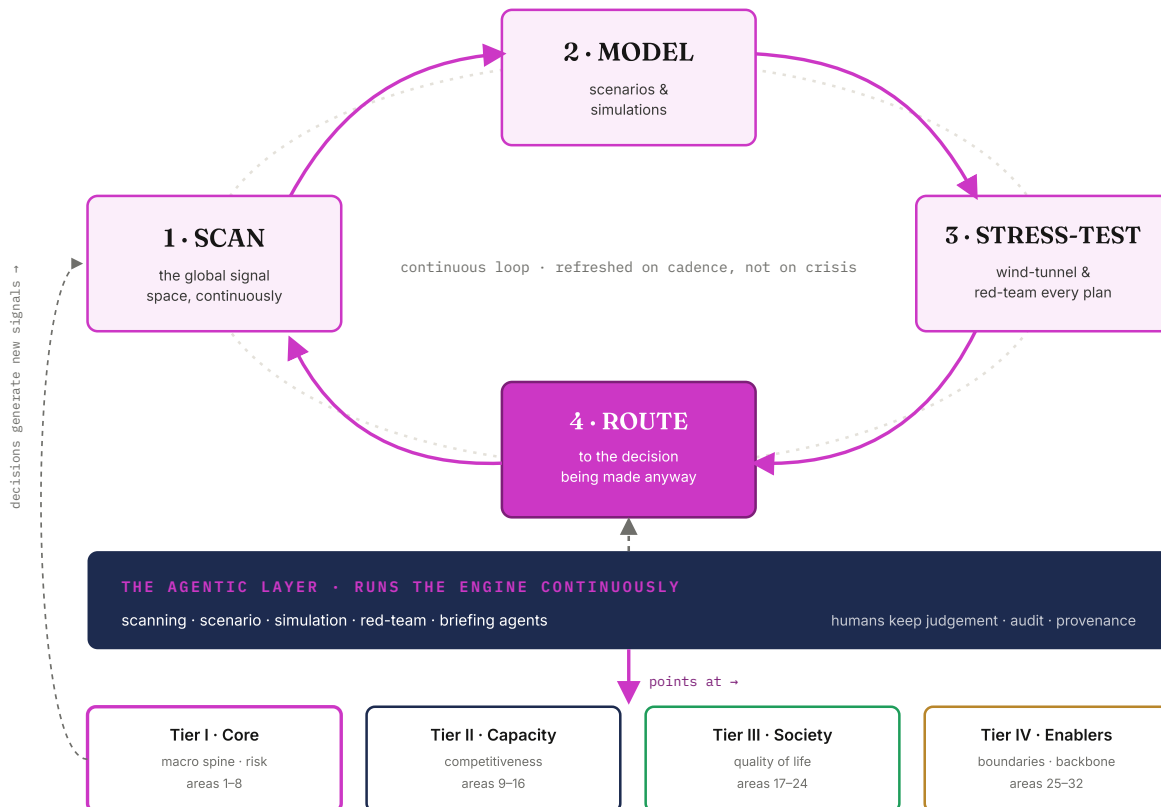 2 · MODEL
scenarios &
simulations
1 · SCAN
the global signal
space, continuously
3 · STRESS-TEST
wind-tunnel &
red-team every plan
continuous loop · refreshed on cadence, not on crisis
decisions generate new signals →
4 · ROUTE
to the decision
being made anyway
THE AGENTIC LAYER · RUNS THE ENGINE CONTINUOUSLY
scanning · scenario · simulation · red-team · briefing agents
humans keep judgement · audit · provenance
points at →
Tier I · Core
macro spine · risk
areas 1–8
Tier II · Capacity
competitiveness
areas 9–16
Tier III · Society
quality of life
areas 17–24
Tier IV · Enablers
boundaries · backbone
areas 25–32